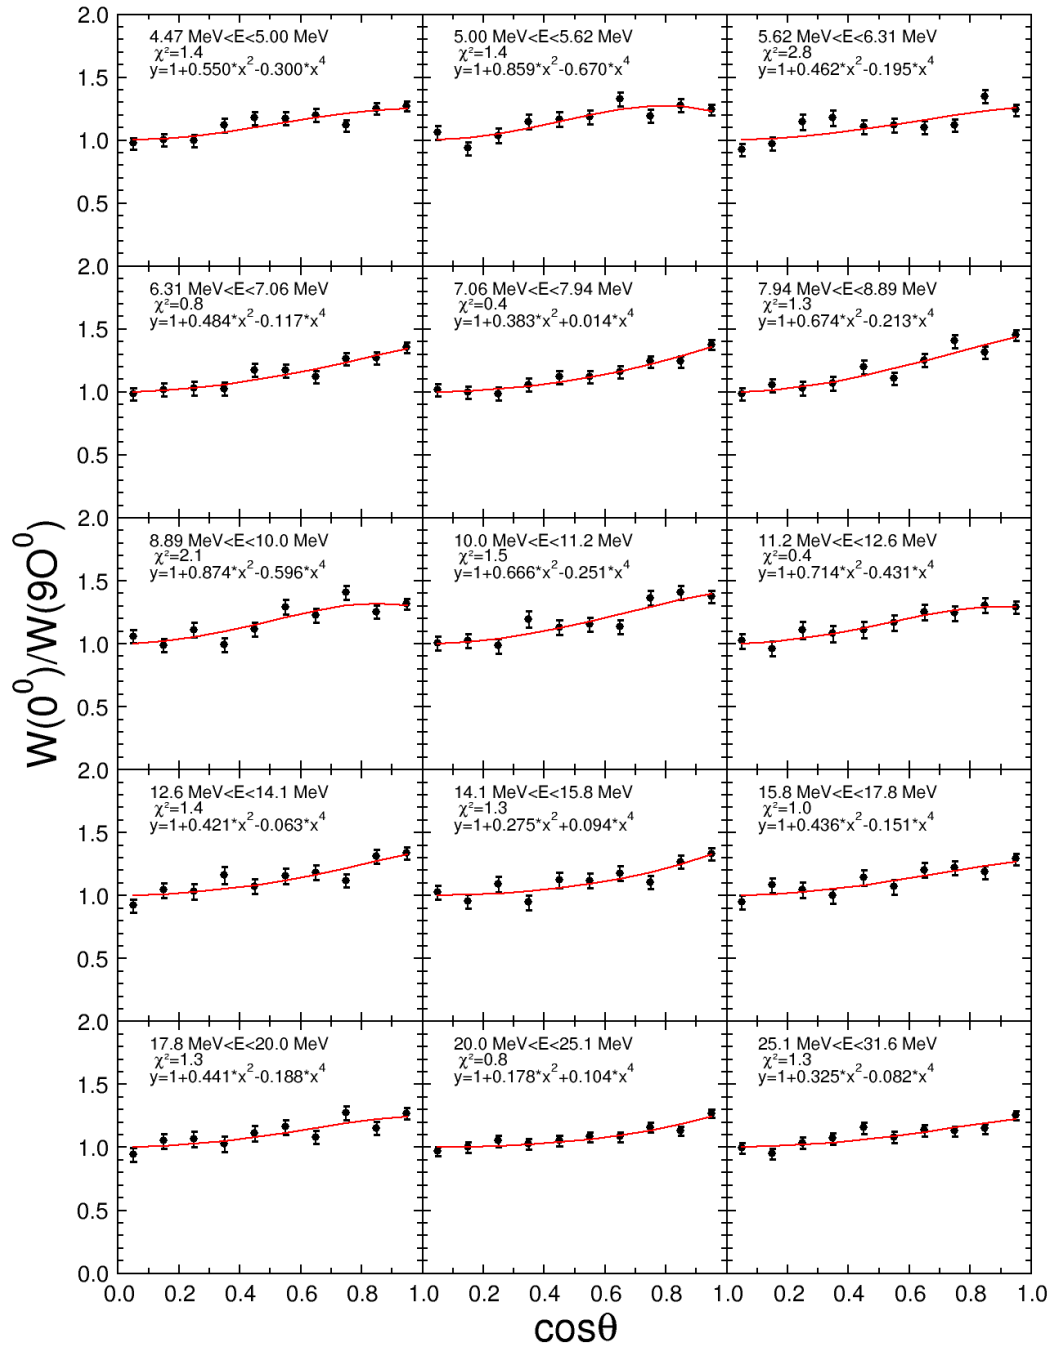 4.47 MeV<E<5.00 MeV
χ²=1.4
y=1+0.550*x²-0.300*x⁴
5.00 MeV<E<5.62 MeV
χ²=1.4
y=1+0.859*x²-0.670*x⁴
5.62 MeV<E<6.31 MeV
χ²=2.8
y=1+0.462*x²-0.195*x⁴
2.0
1.5
1.0
0.5
6.31 MeV<E<7.06 MeV
χ²=0.8
y=1+0.484*x²-0.117*x⁴
7.06 MeV<E<7.94 MeV
χ²=0.4
y=1+0.383*x²+0.014*x⁴
7.94 MeV<E<8.89 MeV
χ²=1.3
y=1+0.674*x²-0.213*x⁴
2.0
1.5
1.0
0.5
8.89 MeV<E<10.0 MeV
χ²=2.1
y=1+0.874*x²-0.596*x⁴
10.0 MeV<E<11.2 MeV
χ²=1.5
y=1+0.666*x²-0.251*x⁴
11.2 MeV<E<12.6 MeV
χ²=0.4
y=1+0.714*x²-0.431*x⁴
2.0
1.5
1.0
0.5
W(0⁰)/W(90⁰)
12.6 MeV<E<14.1 MeV
χ²=1.4
y=1+0.421*x²-0.063*x⁴
14.1 MeV<E<15.8 MeV
χ²=1.3
y=1+0.275*x²+0.094*x⁴
15.8 MeV<E<17.8 MeV
χ²=1.0
y=1+0.436*x²-0.151*x⁴
2.0
1.5
1.0
0.5
17.8 MeV<E<20.0 MeV
χ²=1.3
y=1+0.441*x²-0.188*x⁴
20.0 MeV<E<25.1 MeV
χ²=0.8
y=1+0.178*x²+0.104*x⁴
25.1 MeV<E<31.6 MeV
χ²=1.3
y=1+0.325*x²-0.082*x⁴
2.0
1.5
1.0
0.5
0.0
0.0 0.2 0.4 0.6 0.8 1.0 0.2 0.4 0.6 0.8 1.0 0.2 0.4 0.6 0.8 1.0
cosθ